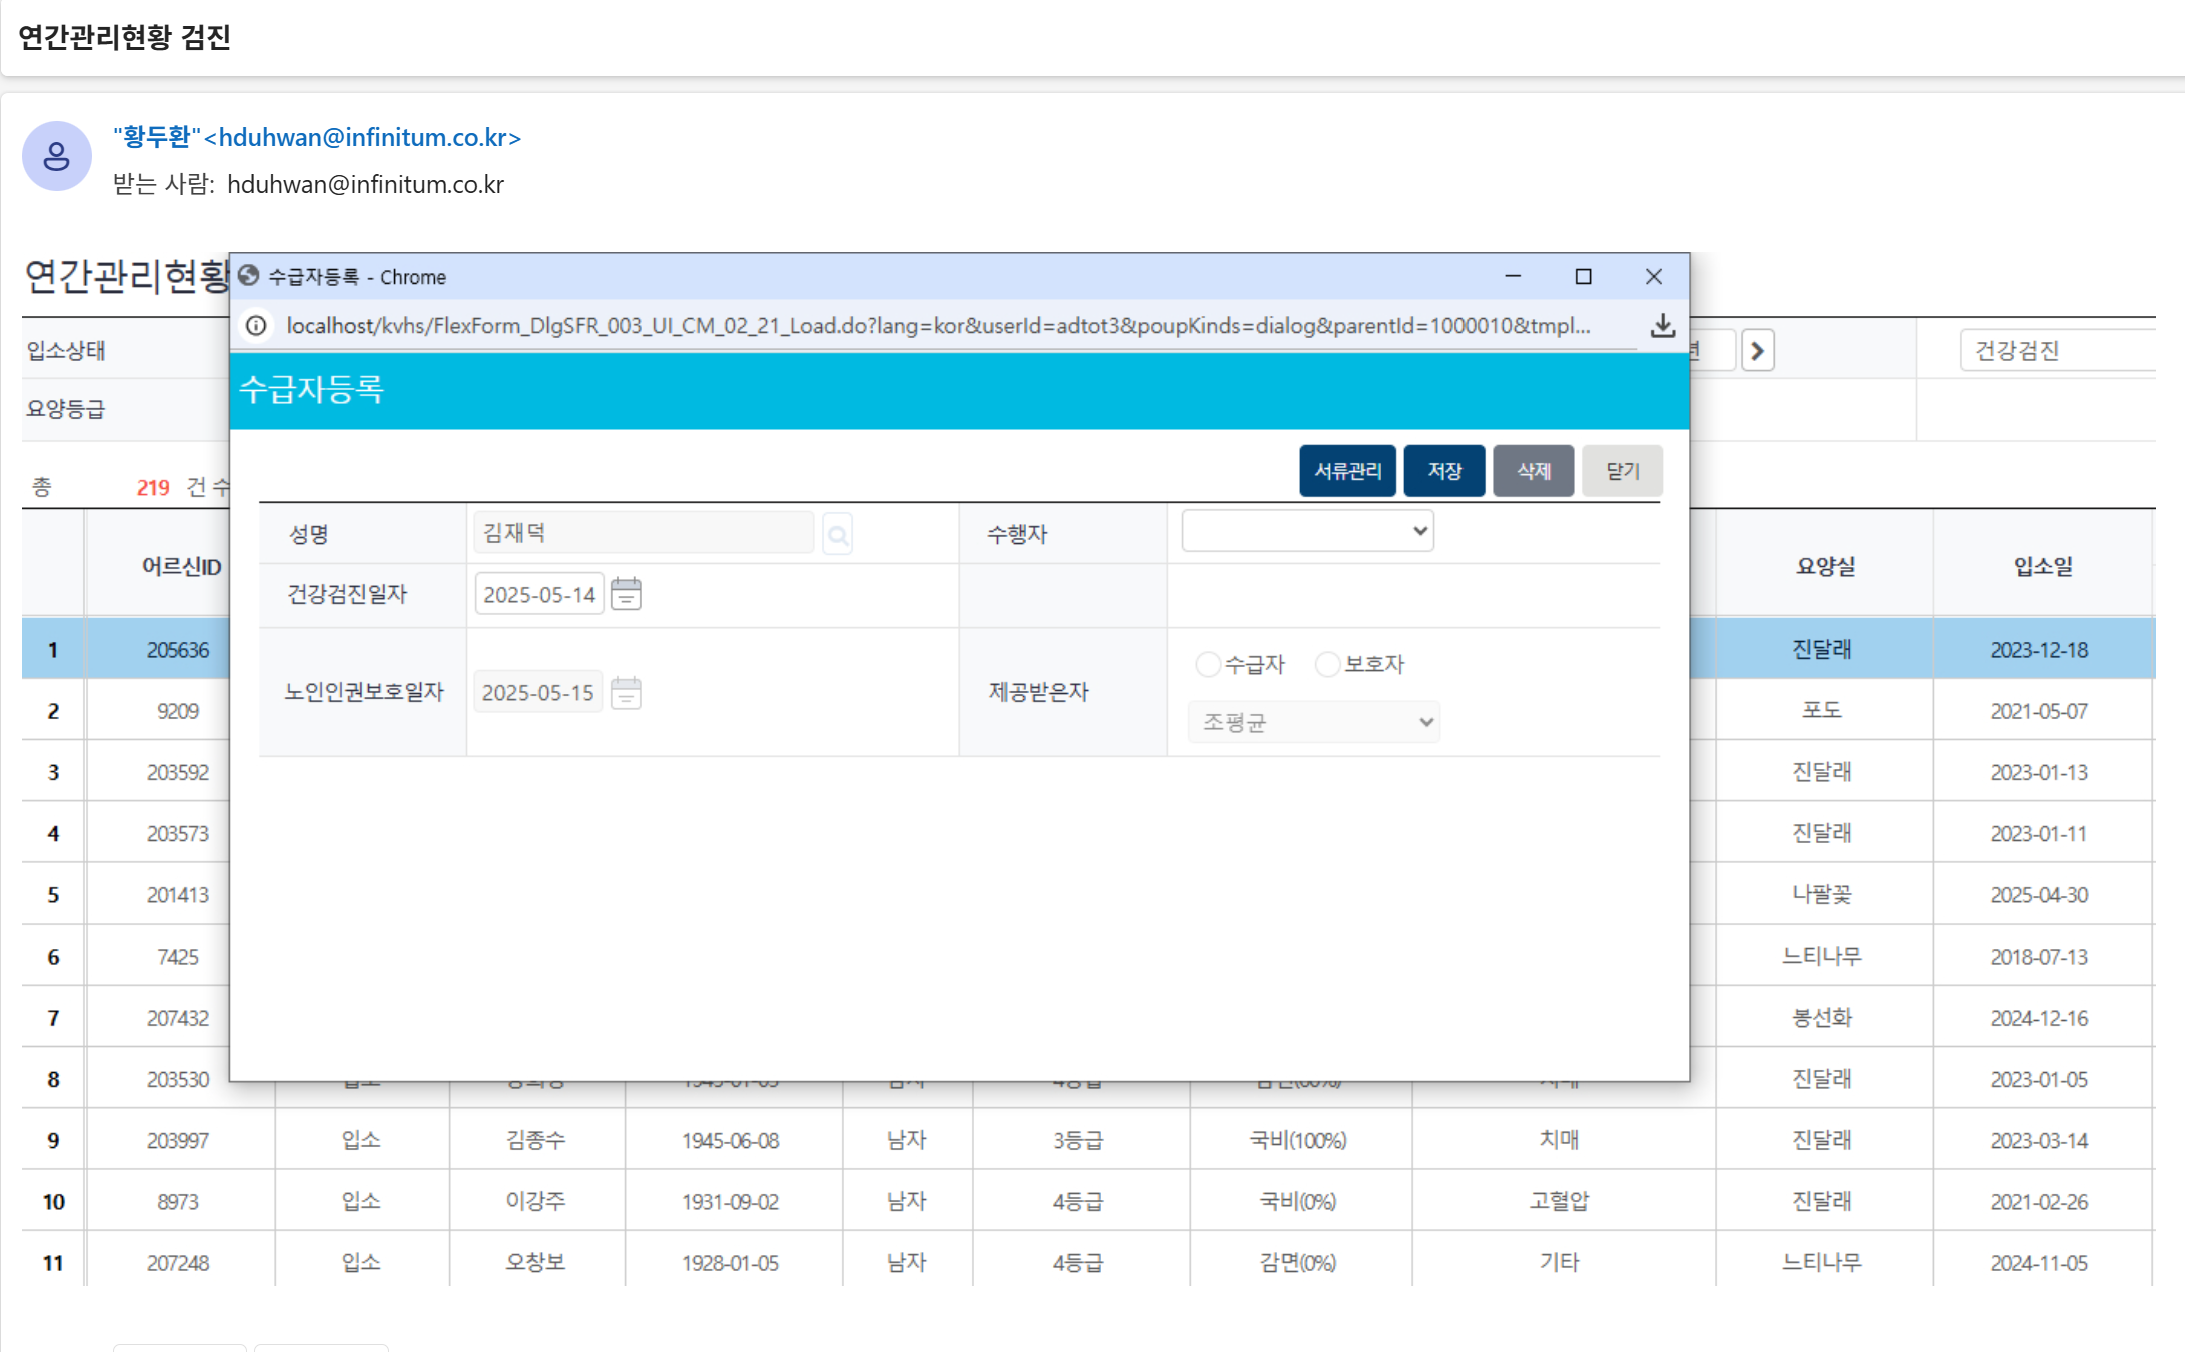 연간관리현황 검진
"황두환"<hduhwan@infinitum.co.kr>
받는 사람: hduhwan@infinitum.co.kr
연간관리현황
수급자등록 - Chrome
localhost/kvhs/FlexForm_DlgSFR_003_UI_CM_02_21_Load.do?lang=kor&userId=adtot3&poupKinds=dialog&parentId=1000010&tmpl...
입소상태
건강검진
수급자등록
요양등급
서류관리 저장 삭제 닫기
총 219 건 수
성명 김재덕 수행자
어르신ID 요양실 입소일
건강검진일자 2025-05-14
1 205636 진달래 2023-12-18
수급자 보호자
노인인권보호일자 2025-05-15 제공받은자
조평균
2 9209 포도 2021-05-07
3 203592 진달래 2023-01-13
4 203573 진달래 2023-01-11
5 201413 나팔꽃 2025-04-30
6 7425 느티나무 2018-07-13
7 207432 봉선화 2024-12-16
8 203530 진달래 2023-01-05
9 203997 입소 김종수 1945-06-08 남자 3등급 국비(100%) 치매 진달래 2023-03-14
10 8973 입소 이강주 1931-09-02 남자 4등급 국비(0%) 고혈압 진달래 2021-02-26
11 207248 입소 오창보 1928-01-05 남자 4등급 감면(0%) 기타 느티나무 2024-11-05